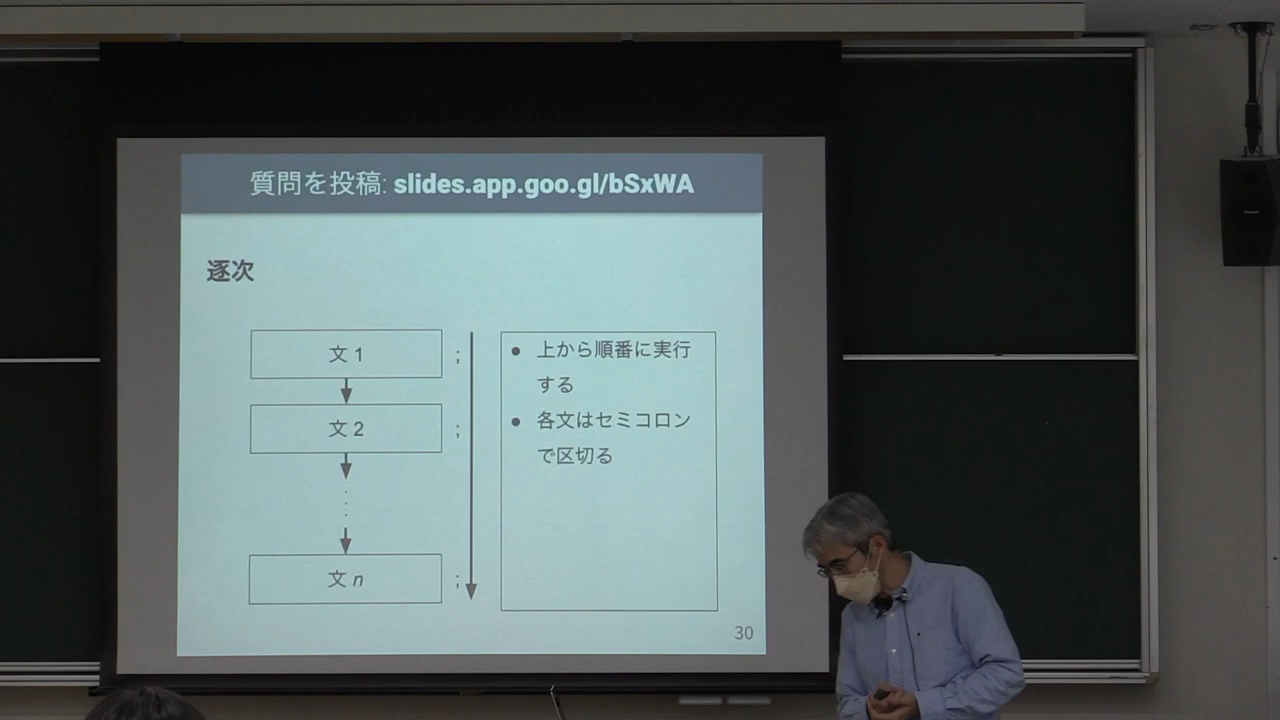 質問を投稿: slides.app.goo.gl/bSxWA
逐次
文 1 ;
文 2 ;
文 n ;
● 上から順番に実行
する
● 各文はセミコロン
で区切る
30